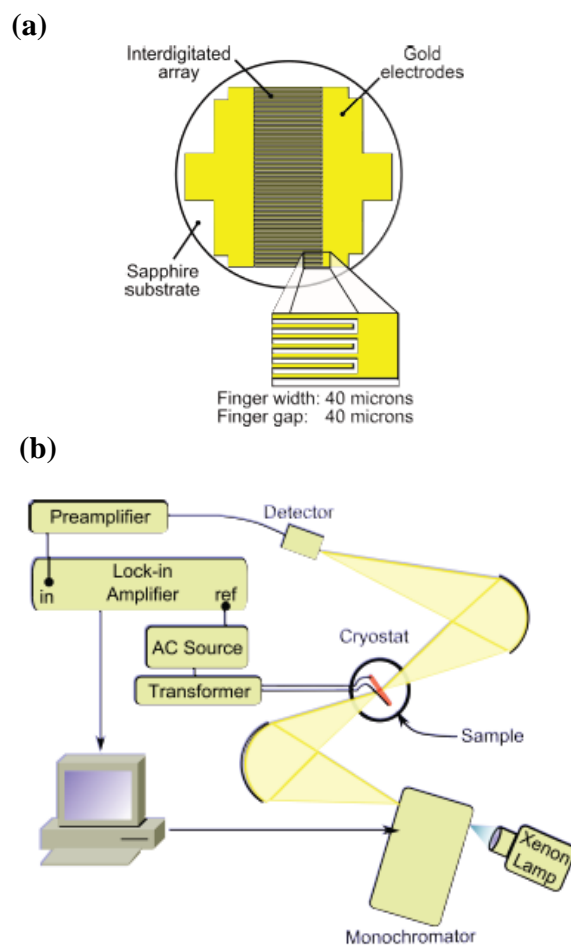 (a)
Interdigitated
array
Gold
electrodes
Sapphire
substrate
Finger width: 40 microns
Finger gap: 40 microns
(b)
Preamplifier
Detector
Lock-in
Amplifier
in
ref
AC Source
Transformer
Cryostat
Sample
Xenon
Lamp
Monochromator